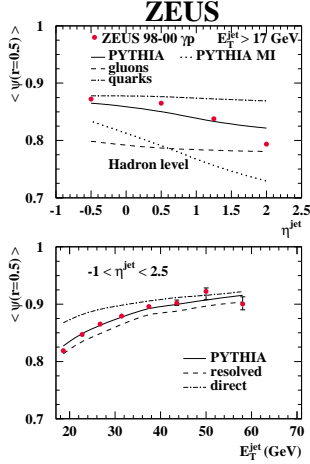 ZEUS
ZEUS 98-00 γp E_T^jet > 17 GeV
PYTHIA PYTHIA MI
gluons
quarks
< ψ(r=0.5) >
1
0.9
0.8
0.7
Hadron level
-1 -0.5 0 0.5 1 1.5 2 2.5
η^jet
< ψ(r=0.5) >
1
0.9
0.8
0.7
-1 < η^jet < 2.5
PYTHIA
resolved
direct
20 30 40 50 60 70
E_T^jet (GeV)